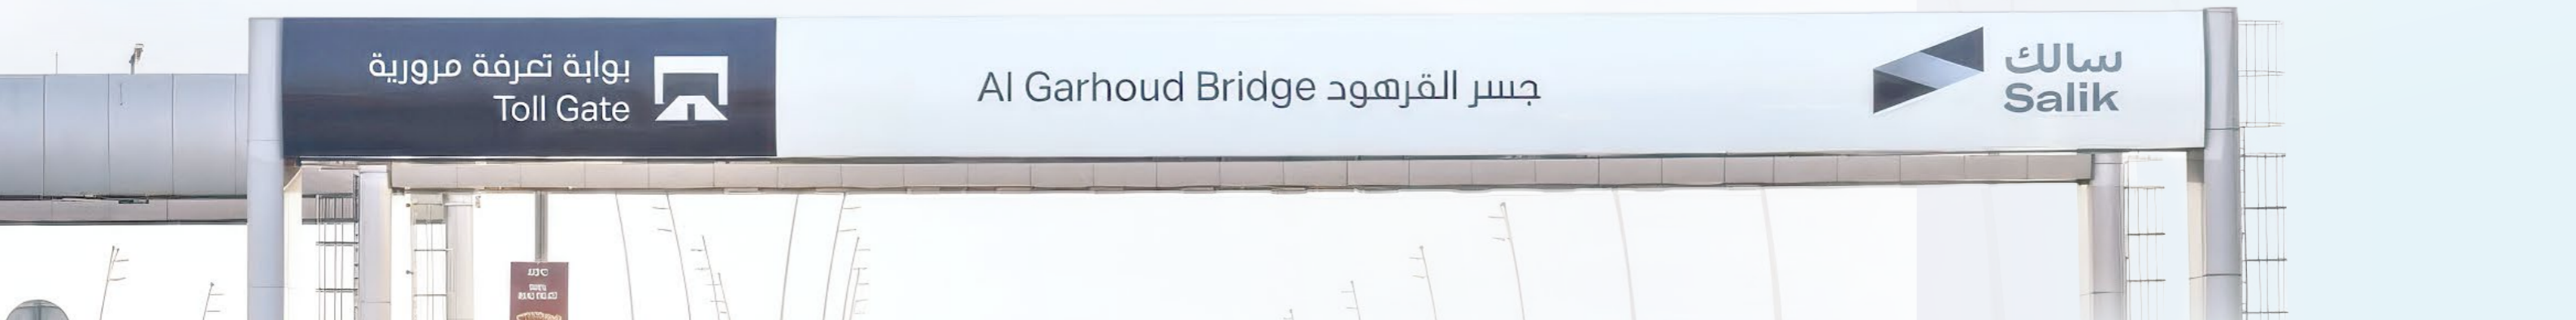 بوابة تعرفة مرورية
Toll Gate
Al Garhoud Bridge جسر القرهود
سالك
Salik